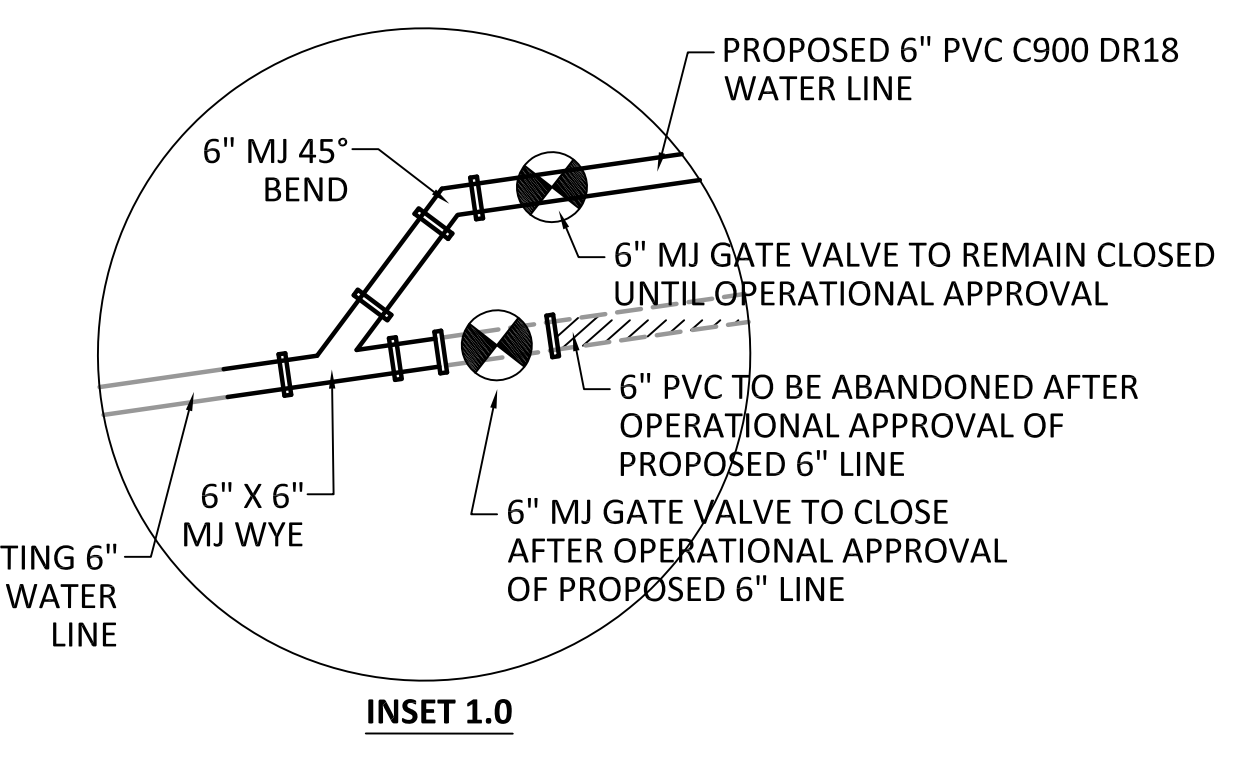 PROPOSED 6" PVC C900 DR18
WATER LINE
6" MJ 45°
BEND
6" MJ GATE VALVE TO REMAIN CLOSED
UNTIL OPERATIONAL APPROVAL
6" PVC TO BE ABANDONED AFTER
OPERATIONAL APPROVAL OF
PROPOSED 6" LINE
6" X 6"
MJ WYE
6" MJ GATE VALVE TO CLOSE
AFTER OPERATIONAL APPROVAL
OF PROPOSED 6" LINE
TING 6"
WATER
LINE
INSET 1.0